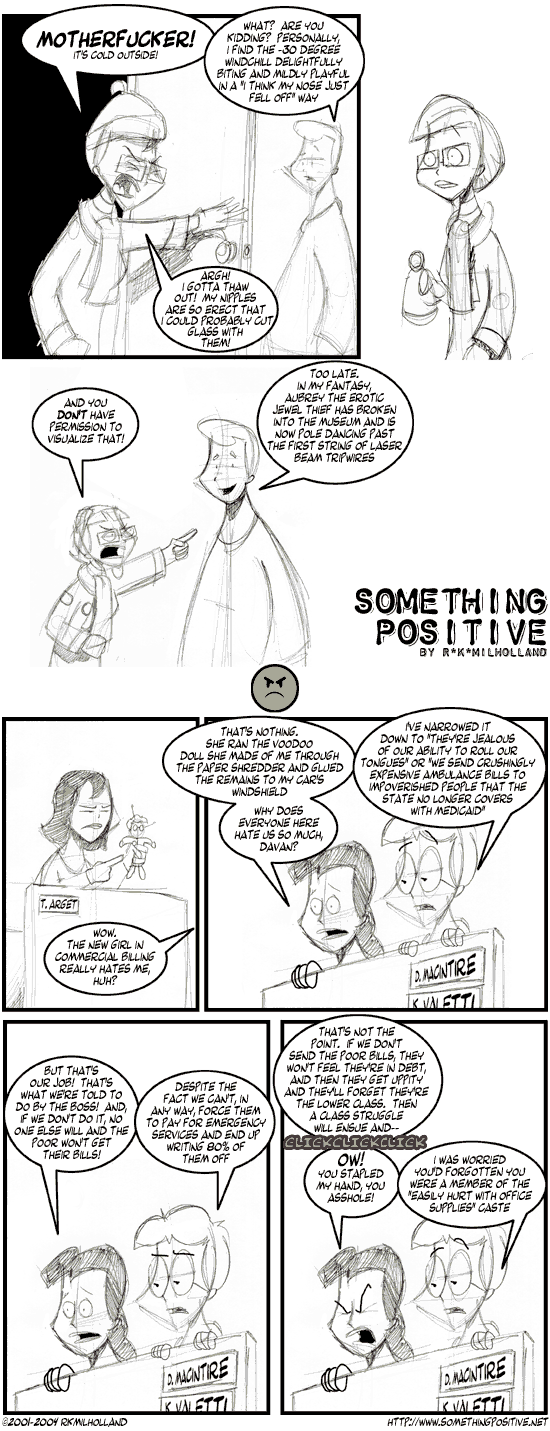 MOTHERFUCKER!
IT'S COLD OUTSIDE!
WHAT? ARE YOU
KIDDING? PERSONALLY,
I FIND THE -30 DEGREE
WINDCHILL DELIGHTFULLY
BITING AND MILDLY PLAYFUL
IN A "I THINK MY NOSE JUST
FELL OFF" WAY
ARGH!
I GOTTA THAW
OUT! MY NIPPLES
ARE SO ERECT THAT
I COULD PROBABLY CUT
GLASS WITH
THEM!
AND YOU
DON'T HAVE
PERMISSION TO
VISUALIZE THAT!
TOO LATE.
IN MY FANTASY,
AUBREY THE EROTIC
JEWEL THIEF HAS BROKEN
INTO THE MUSEUM AND IS
NOW POLE DANCING PAST
THE FIRST STRING OF LASER
BEAM TRIPWIRES
SOMETHING
POSITIVE
BY R*K*MILHOLLAND
T. ARGET
WOW.
THE NEW GIRL IN
COMMERCIAL BILLING
REALLY HATES ME,
HUH?
THAT'S NOTHING.
SHE RAN THE VOODOO
DOLL SHE MADE OF ME THROUGH
THE PAPER SHREDDER AND GLUED
THE REMAINS TO MY CAR'S
WINDSHIELD
WHY DOES
EVERYONE HERE
HATE US SO MUCH,
DAVAN?
I'VE NARROWED IT
DOWN TO "THEY'RE JEALOUS
OF OUR ABILITY TO ROLL OUR
TONGUES" OR "WE SEND CRUSHINGLY
EXPENSIVE AMBULANCE BILLS TO
IMPOVERISHED PEOPLE THAT THE
STATE NO LONGER COVERS
WITH MEDICAID"
D. MACINTIRE
K. VALETTI
BUT THAT'S
OUR JOB! THAT'S
WHAT WE'RE TOLD TO
DO BY THE BOSS! AND,
IF WE DON'T DO IT, NO
ONE ELSE WILL AND THE
POOR WON'T GET
THEIR BILLS!
DESPITE THE
FACT WE CAN'T, IN
ANY WAY, FORCE THEM
TO PAY FOR EMERGENCY
SERVICES AND END UP
WRITING 80% OF
THEM OFF
D. MACINTIRE
K. VALETTI
THAT'S NOT THE
POINT. IF WE DON'T
SEND THE POOR BILLS, THEY
WON'T FEEL THEY'RE IN DEBT,
AND THEN THEY GET UPPITY
AND THEY'LL FORGET THEY'RE
THE LOWER CLASS. THEN
A CLASS STRUGGLE
WILL ENSUE AND--
CLICKCLICKCLICK
OW!
YOU STAPLED
MY HAND, YOU
ASSHOLE!
I WAS WORRIED
YOU'D FORGOTTEN YOU
WERE A MEMBER OF THE
"EASILY HURT WITH OFFICE
SUPPLIES" CASTE
D. MACINTIRE
K. VALETTI
©2001-2004 RKMILHOLLAND
HTTP://WWW.SOMETHINGPOSITIVE.NET